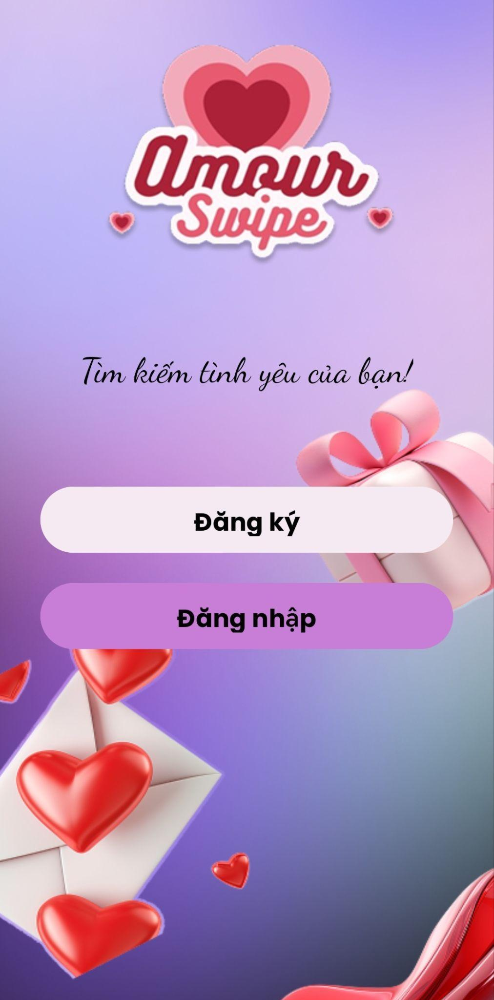 Amour
Swipe
Tìm kiếm tình yêu của bạn!
Đăng ký
Đăng nhập